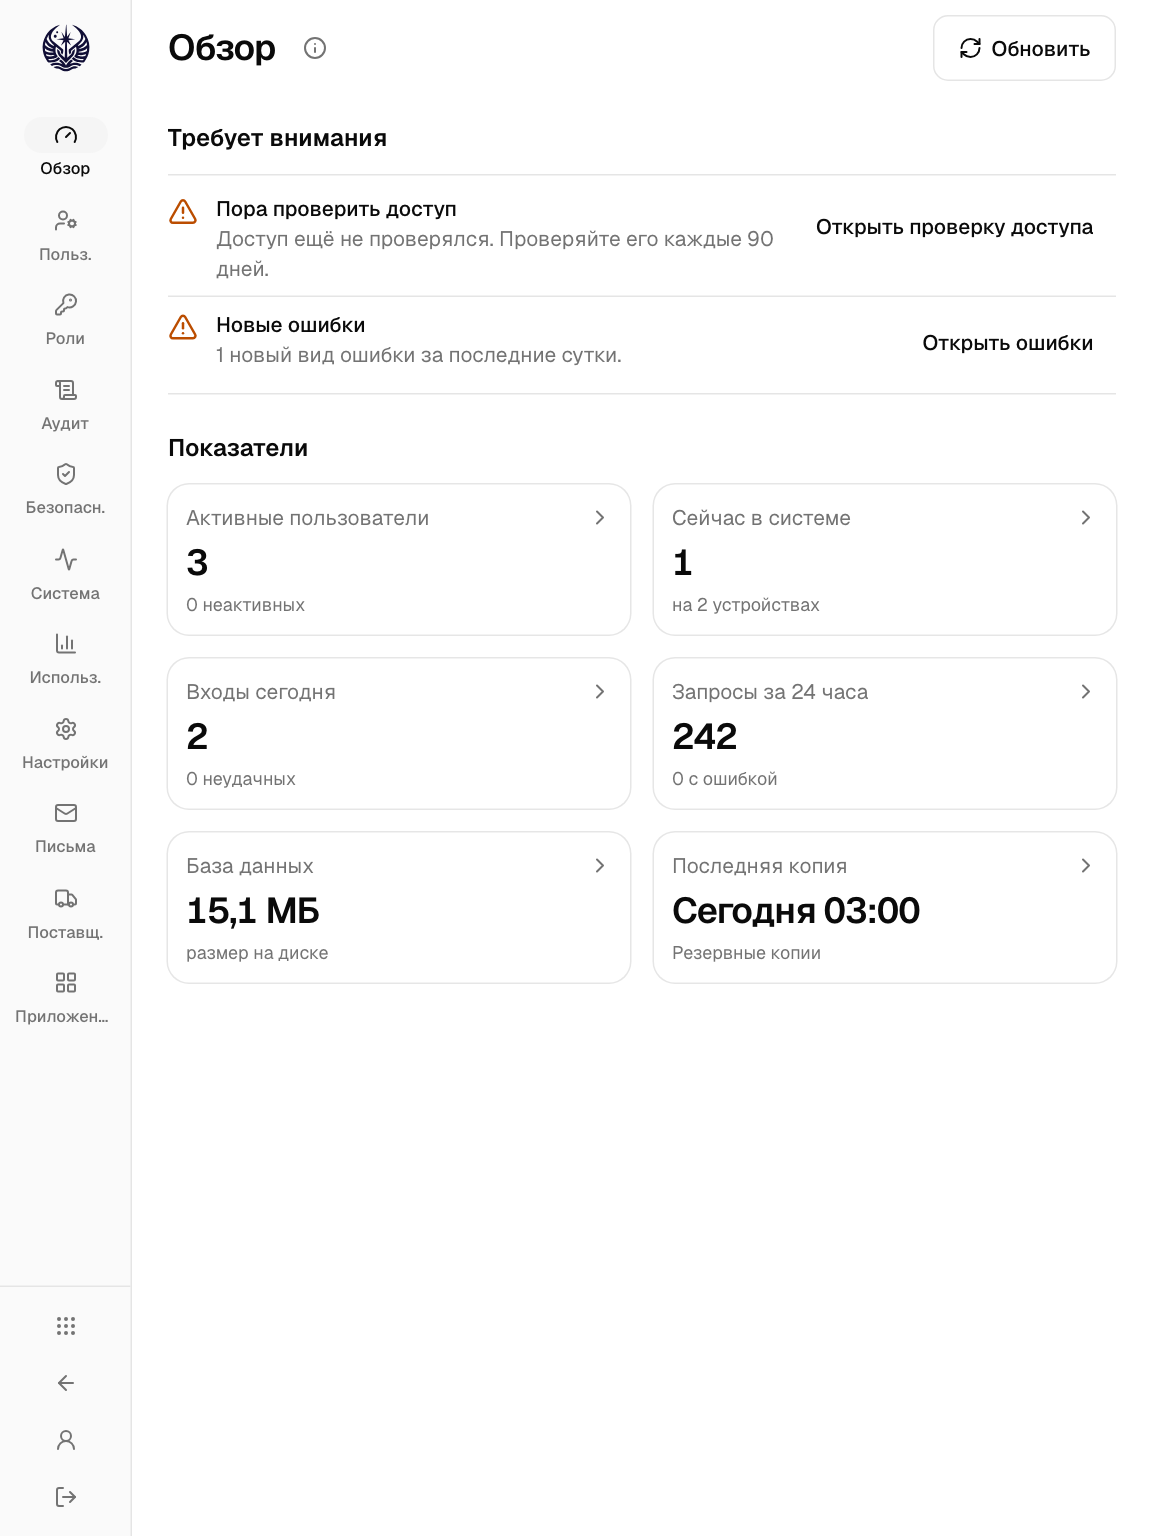 Обзор
Обновить
Обзор
Польз.
Роли
Аудит
Безопасн.
Система
Использ.
Настройки
Письма
Поставщ.
Приложен...
Требует внимания
Пора проверить доступ
Доступ ещё не проверялся. Проверяйте его каждые 90
дней.
Открыть проверку доступа
Новые ошибки
1 новый вид ошибки за последние сутки.
Открыть ошибки
Показатели
Активные пользователи
3
0 неактивных
Сейчас в системе
1
на 2 устройствах
Входы сегодня
2
0 неудачных
Запросы за 24 часа
242
0 с ошибкой
База данных
15,1 МБ
размер на диске
Последняя копия
Сегодня 03:00
Резервные копии